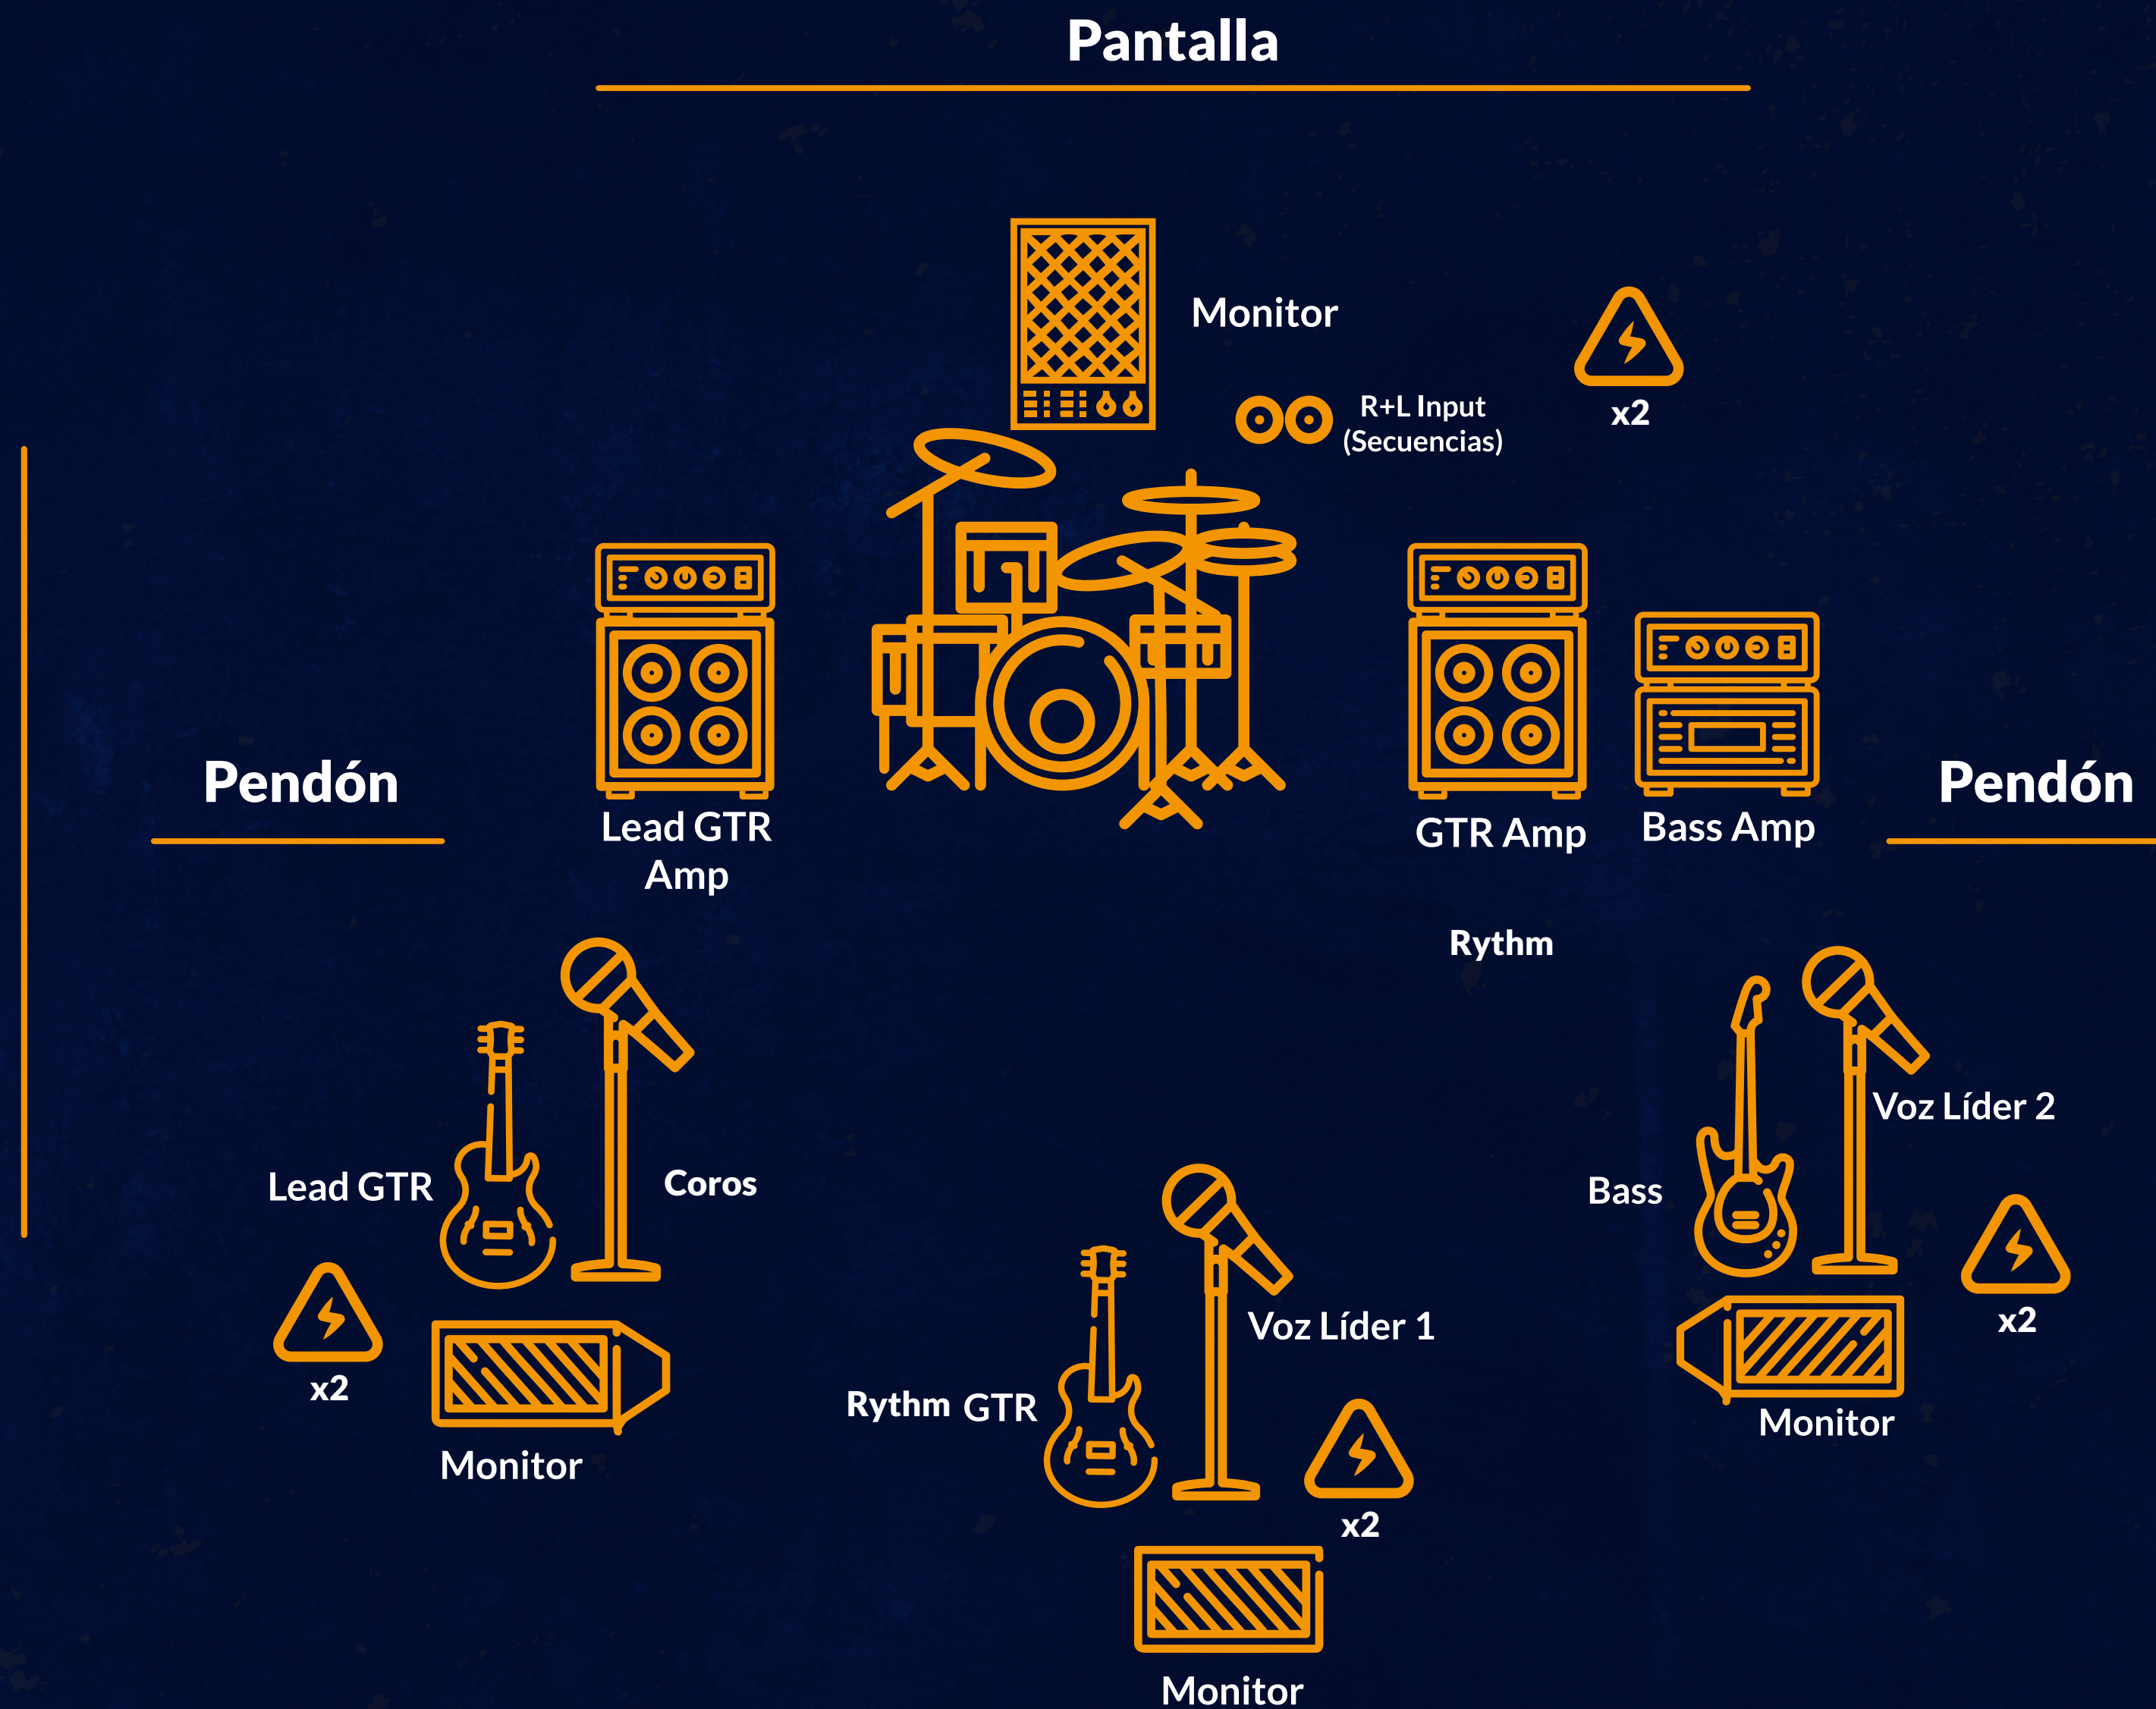 Pantalla
Monitor
R+L Input
(Secuencias)
x2
Pendón
Pendón
Lead GTR
Amp
GTR Amp
Bass Amp
Rythm
Voz Líder 2
Lead GTR
Coros
Bass
x2
Voz Líder 1
x2
Rythm GTR
Monitor
Monitor
x2
Monitor